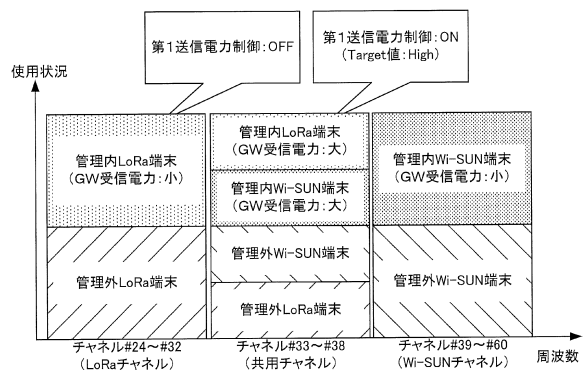 第1送信電力制御:OFF
第1送信電力制御:ON
(Target値:High)
使用状況
管理内LoRa端末
(GW受信電力:小)
管理内LoRa端末
(GW受信電力:大)
管理内Wi-SUN端末
(GW受信電力:大)
管理内Wi-SUN端末
(GW受信電力:小)
管理外LoRa端末
管理外Wi-SUN端末
管理外LoRa端末
管理外Wi-SUN端末
チャネル#24~#32
(LoRaチャネル)
チャネル#33~#38
(共用チャネル)
チャネル#39~#60
(Wi-SUNチャネル)
周波数